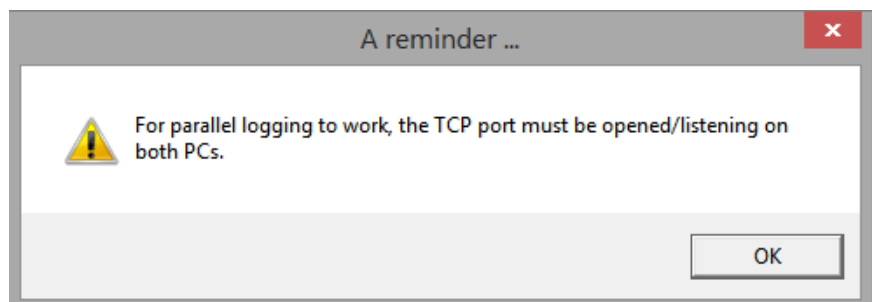 A reminder ...
For parallel logging to work, the TCP port must be opened/listening on
both PCs.
OK